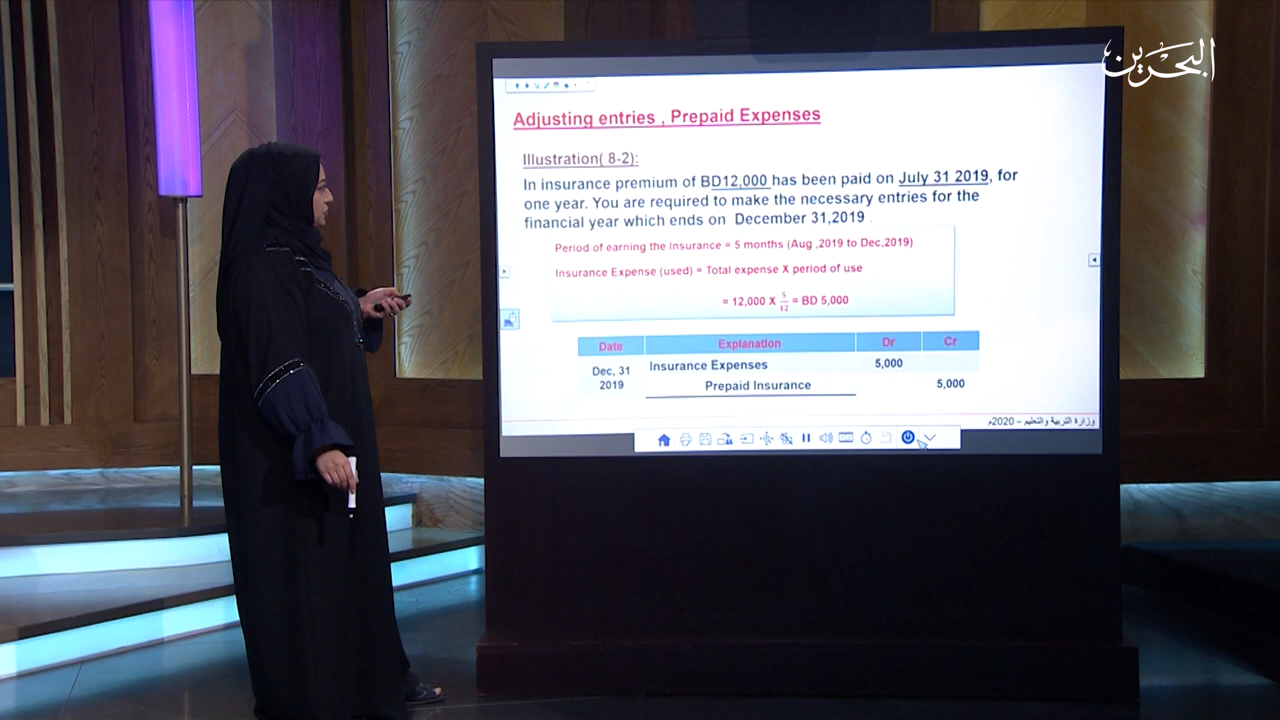 البحرين
Adjusting entries , Prepaid Expenses
Illustration( 8-2):
In insurance premium of BD12,000 has been paid on July 31 2019, for
one year. You are required to make the necessary entries for the
financial year which ends on December 31,2019
Period of earning the Insurance = 5 months (Aug ,2019 to Dec,2019)
Insurance Expense (used) = Total expense X period of use
= 12,000 X 5/12 = BD 5,000
Date Explanation Dr Cr
Dec, 31 Insurance Expenses 5,000
2019 Prepaid Insurance 5,000
وزارة التربية والتعليم – 2020م